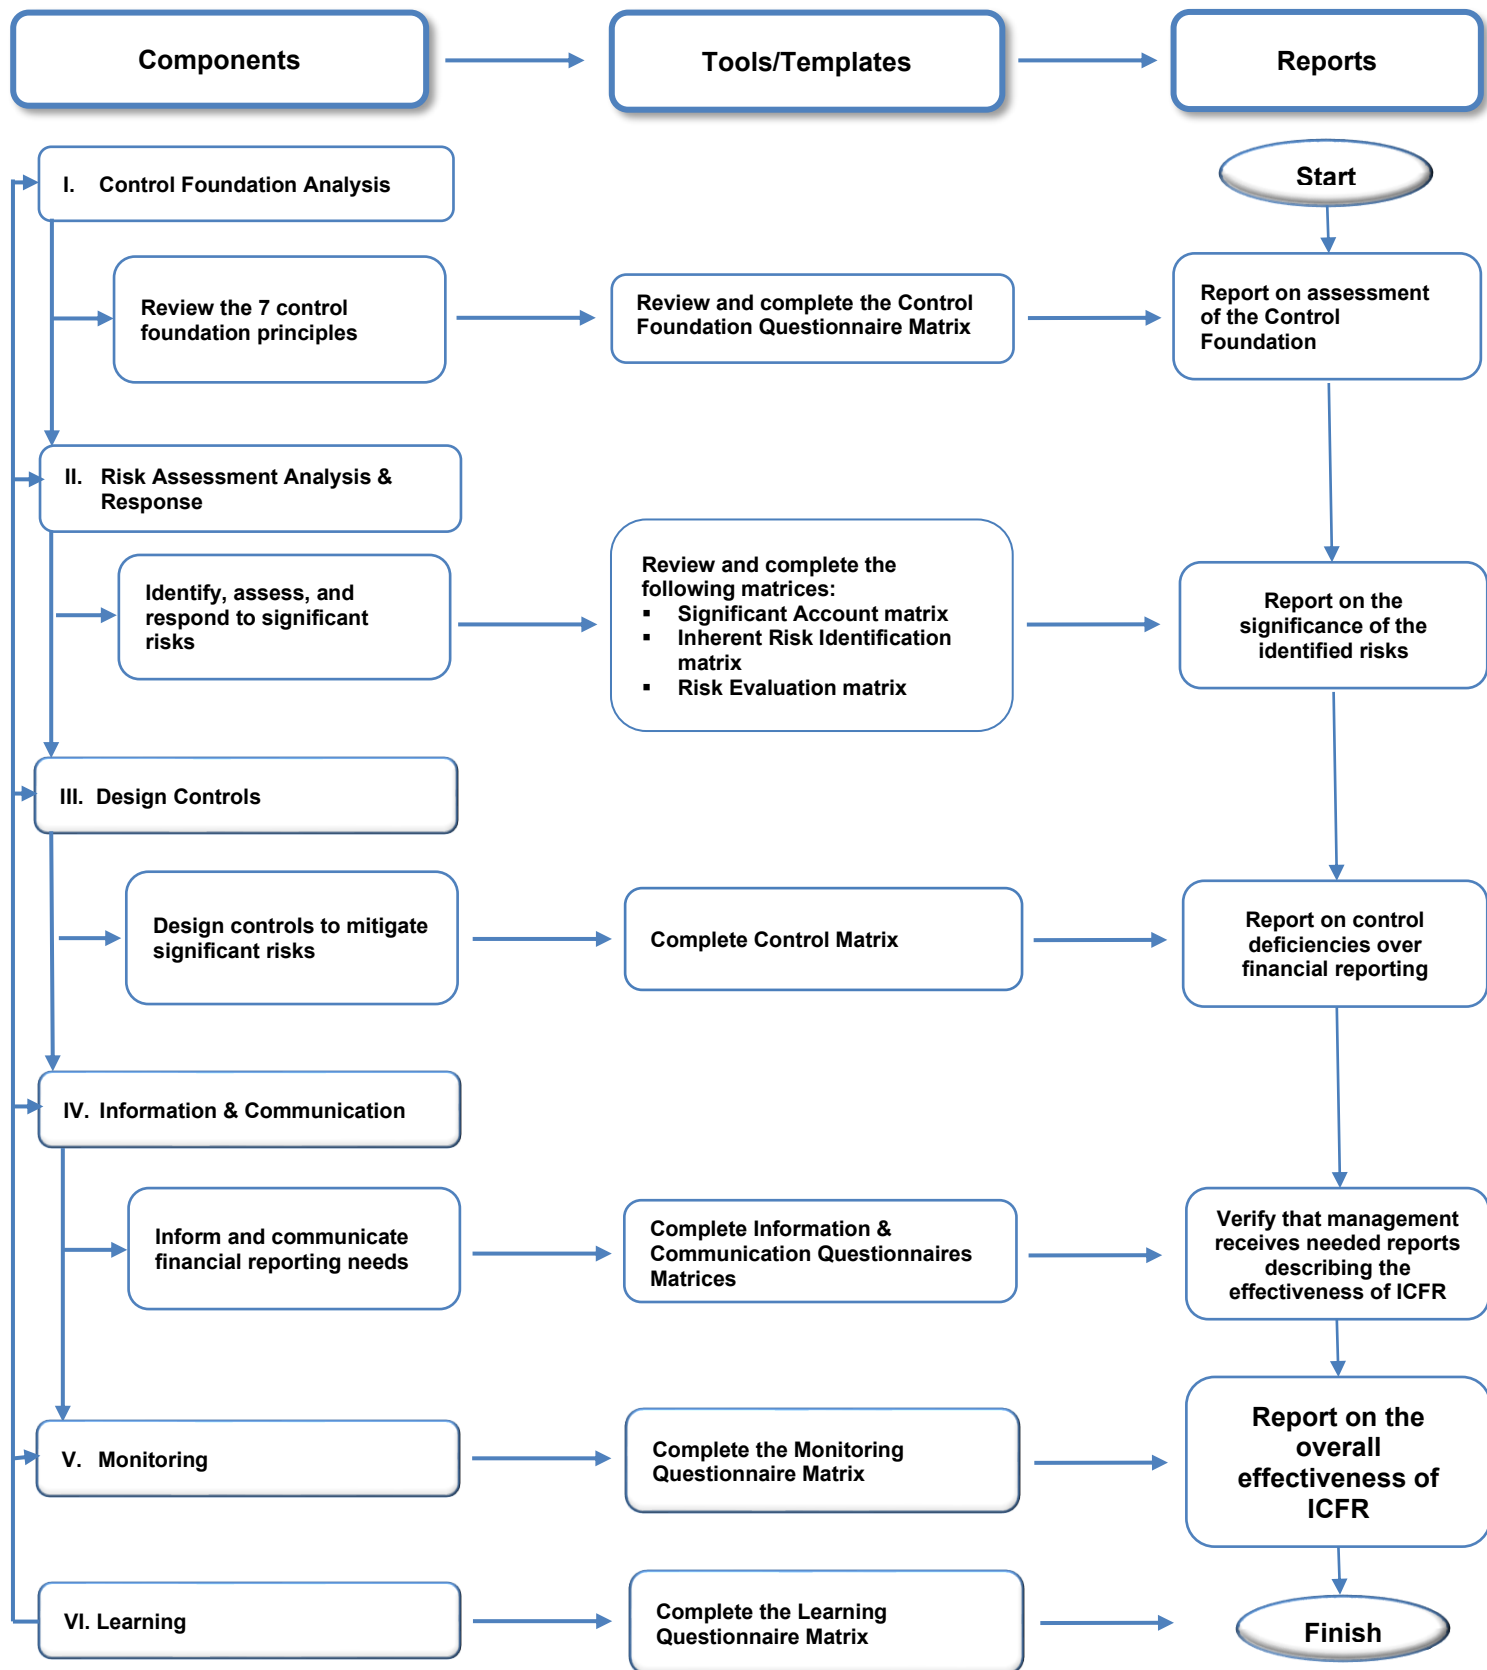 Components
Tools/Templates
Reports
Start
I. Control Foundation Analysis
Review the 7 control
foundation principles
Review and complete the Control
Foundation Questionnaire Matrix
Report on assessment
of the Control
Foundation
II. Risk Assessment Analysis &
Response
Identify, assess, and
respond to significant
risks
Review and complete the
following matrices:
▪ Significant Account matrix
▪ Inherent Risk Identification
matrix
▪ Risk Evaluation matrix
Report on the
significance of the
identified risks
III. Design Controls
Design controls to mitigate
significant risks
Complete Control Matrix
Report on control
deficiencies over
financial reporting
IV. Information & Communication
Inform and communicate
financial reporting needs
Complete Information &
Communication Questionnaires
Matrices
Verify that management
receives needed reports
describing the
effectiveness of ICFR
V. Monitoring
Complete the Monitoring
Questionnaire Matrix
Report on the
overall
effectiveness of
ICFR
VI. Learning
Complete the Learning
Questionnaire Matrix
Finish